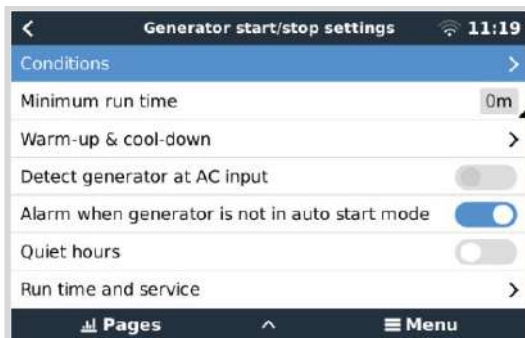 Generator start/stop settings 11:19
Conditions
Minimum run time 0m
Warm-up & cool-down
Detect generator at AC input
Alarm when generator is not in auto start mode
Quiet hours
Run time and service
Pages Menu